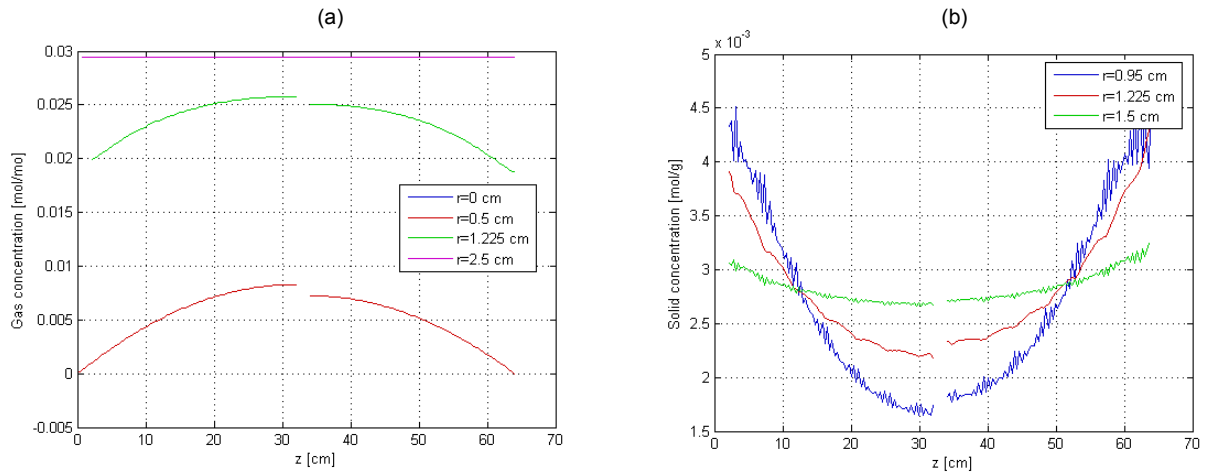 (a)
0.03
0.025
0.02
0.015
0.01
0.005
0
-0.005
Gas concentration [mol/mo]
0 10 20 30 40 50 60 70
z [cm]
r=0 cm
r=0.5 cm
r=1.225 cm
r=2.5 cm
(b)
x 10⁻³
5
4.5
4
3.5
3
2.5
2
1.5
Solid concentration [mol/g]
0 10 20 30 40 50 60 70
z [cm]
r=0.95 cm
r=1.225 cm
r=1.5 cm